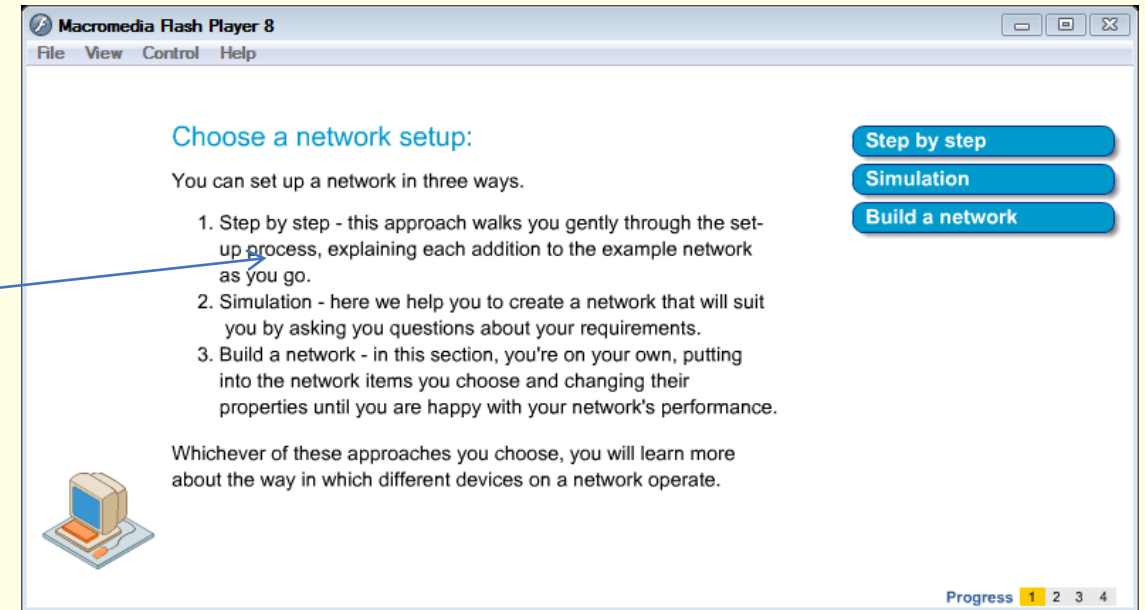 Macromedia Flash Player 8
File View Control Help
Choose a network setup:
You can set up a network in three ways.
1. Step by step - this approach walks you gently through the set-
up process, explaining each addition to the example network
as you go.
2. Simulation - here we help you to create a network that will suit
you by asking you questions about your requirements.
3. Build a network - in this section, you're on your own, putting
into the network items you choose and changing their
properties until you are happy with your network's performance.
Whichever of these approaches you choose, you will learn more
about the way in which different devices on a network operate.
Step by step
Simulation
Build a network
Progress 1 2 3 4